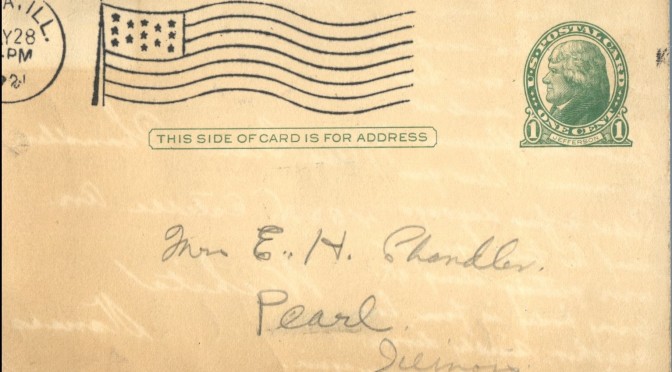 A, ILL.
Y28
PM
U.S. POSTAL CARD
1 ONE CENT 1
JEFFERSON
THIS SIDE OF CARD IS FOR ADDRESS
Mrs E. H. Chandler.
Pearl.
Illinois